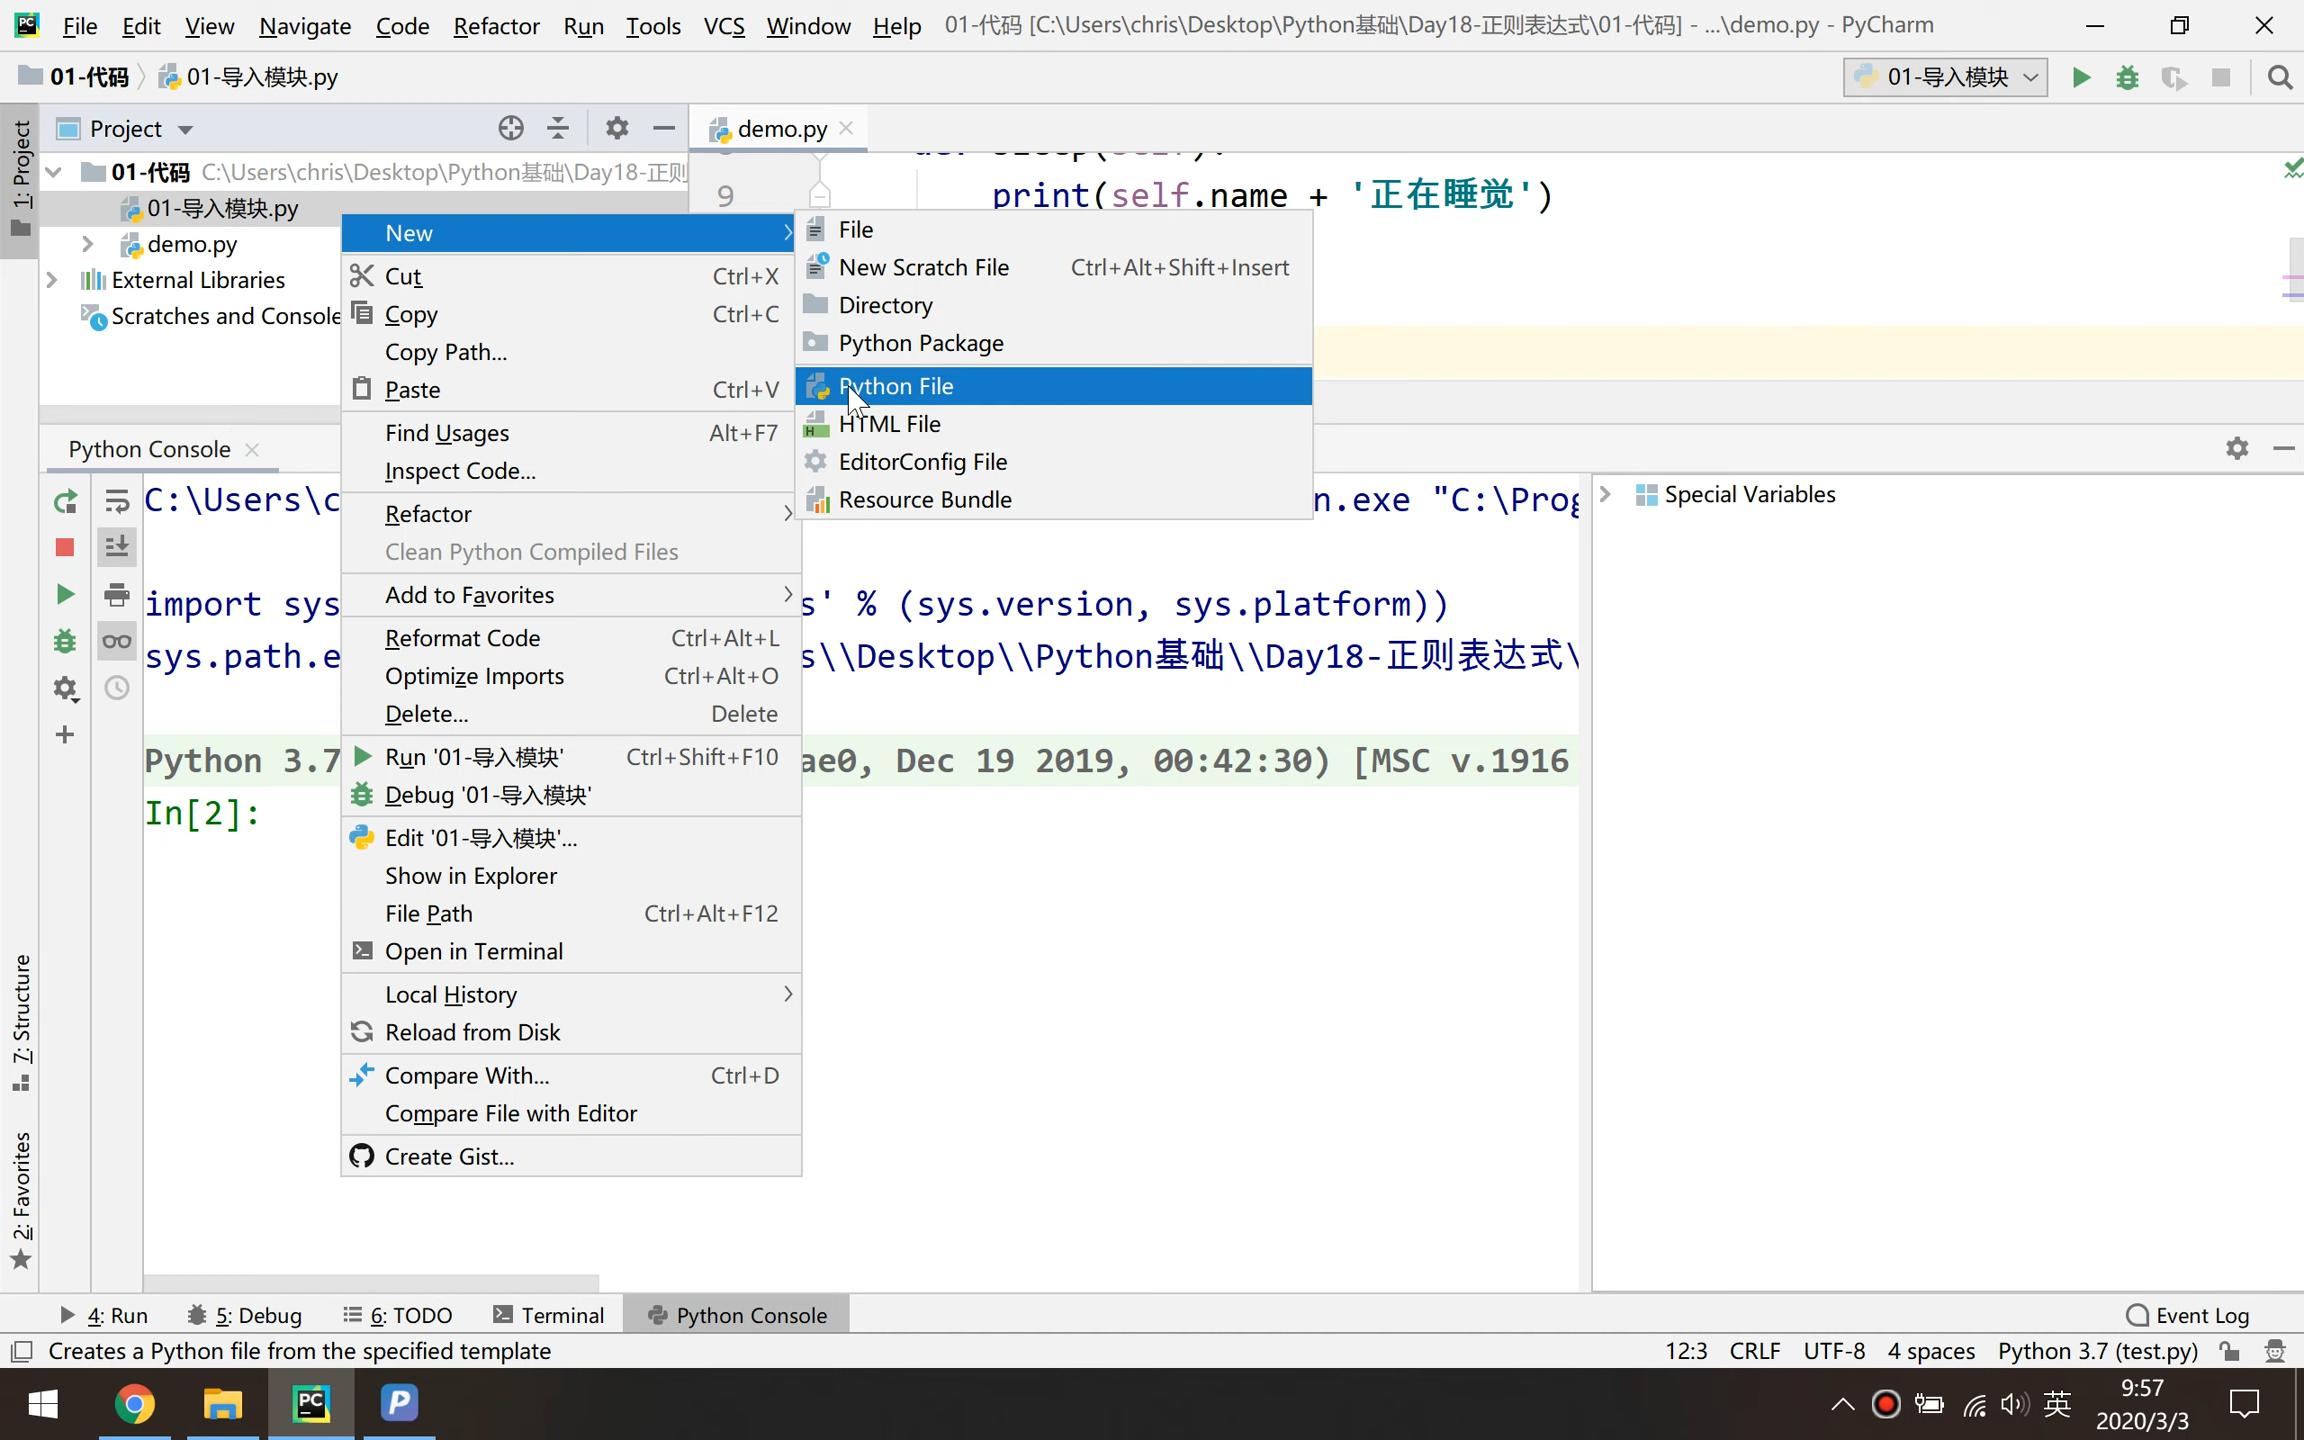 File Edit View Navigate Code Refactor Run Tools VCS Window Help 01-代码 [C:\Users\chris\Desktop\Python基础\Day18-正则表达式\01-代码] - ...\demo.py - PyCharm
01-代码 01-导入模块.py 01-导入模块
1: Project
Project
demo.py
01-代码 C:\Users\chris\Desktop\Python基础\Day18-正则
9 print(self.name + '正在睡觉')
01-导入模块.py
demo.py
External Libraries
Scratches and Console
New
Cut Ctrl+X
Copy Ctrl+C
Copy Path...
Paste Ctrl+V
Find Usages Alt+F7
Inspect Code...
Refactor
Clean Python Compiled Files
Add to Favorites
Reformat Code Ctrl+Alt+L
Optimize Imports Ctrl+Alt+O
Delete... Delete
Run '01-导入模块' Ctrl+Shift+F10
Debug '01-导入模块'
Edit '01-导入模块'...
Show in Explorer
File Path Ctrl+Alt+F12
Open in Terminal
Local History
Reload from Disk
Compare With... Ctrl+D
Compare File with Editor
Create Gist...
File
New Scratch File Ctrl+Alt+Shift+Insert
Directory
Python Package
Python File
HTML File
EditorConfig File
Resource Bundle
Python Console
C:\Users\c n.exe "C:\Prog
import sys s' % (sys.version, sys.platform))
sys.path.e s\\Desktop\\Python基础\\Day18-正则表达式\
Python 3.7 ae0, Dec 19 2019, 00:42:30) [MSC v.1916
In[2]:
Special Variables
7: Structure
2: Favorites
4: Run 5: Debug 6: TODO Terminal Python Console Event Log
Creates a Python file from the specified template 12:3 CRLF UTF-8 4 spaces Python 3.7 (test.py)
英
9:57
2020/3/3